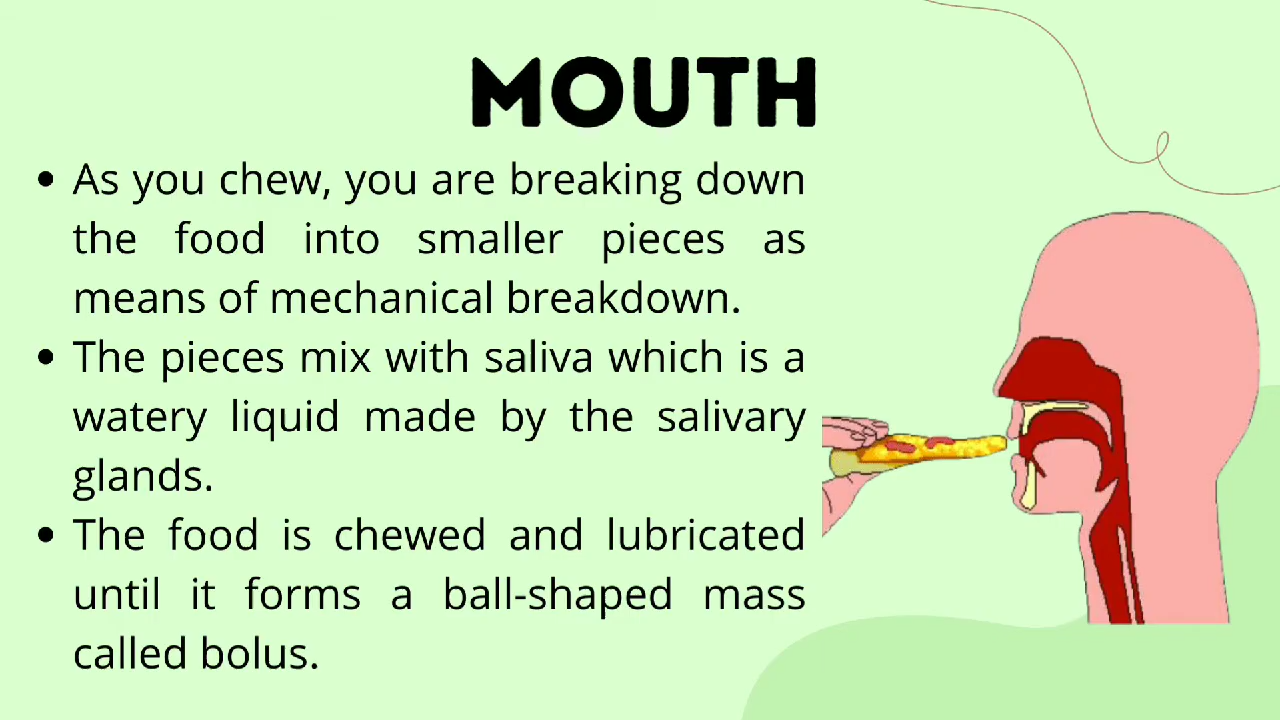 MOUTH
• As you chew, you are breaking down
the food into smaller pieces as
means of mechanical breakdown.
• The pieces mix with saliva which is a
watery liquid made by the salivary
glands.
• The food is chewed and lubricated
until it forms a ball-shaped mass
called bolus.